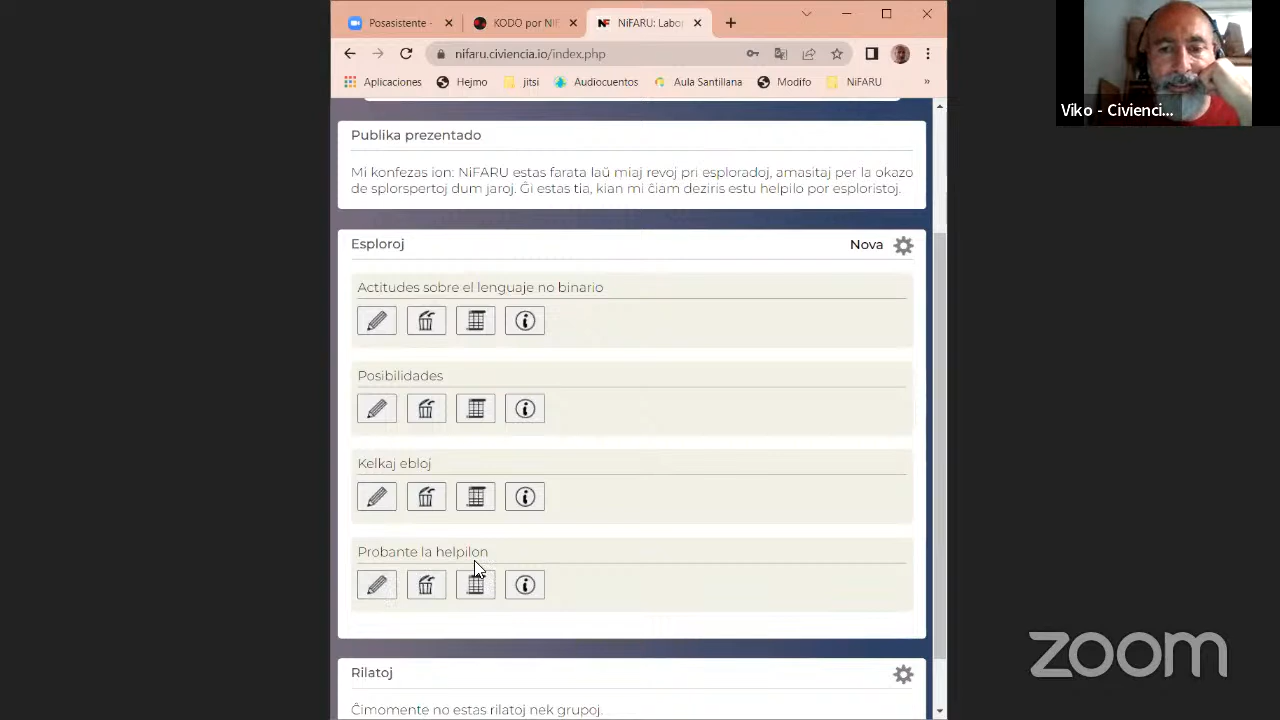 Posasistente -
KODO por NIF
NiFARU: Labor
nifaru.civiencia.io/index.php
Aplicaciones
Hejmo
jitsi
Audiocuentos
Aula Santillana
Modifo
NiFARU
»
Viko - Civienci...
Publika prezentado
Mi konfezas ion: NiFARU estas farata laŭ miaj revoj pri esploradoj, amasitaj per la okazo
de splorspertoj dum jaroj. Ĉi estas tia, kian mi ĉiam deziris estu helpilo por esploristoj.
Esploroj
Nova
Actitudes sobre el lenguaje no binario
Posibilidades
Kelkaj ebloj
Probante la helpilon
Rilatoj
Ĉimomente no estas rilatoj nek grupoj.
zoom